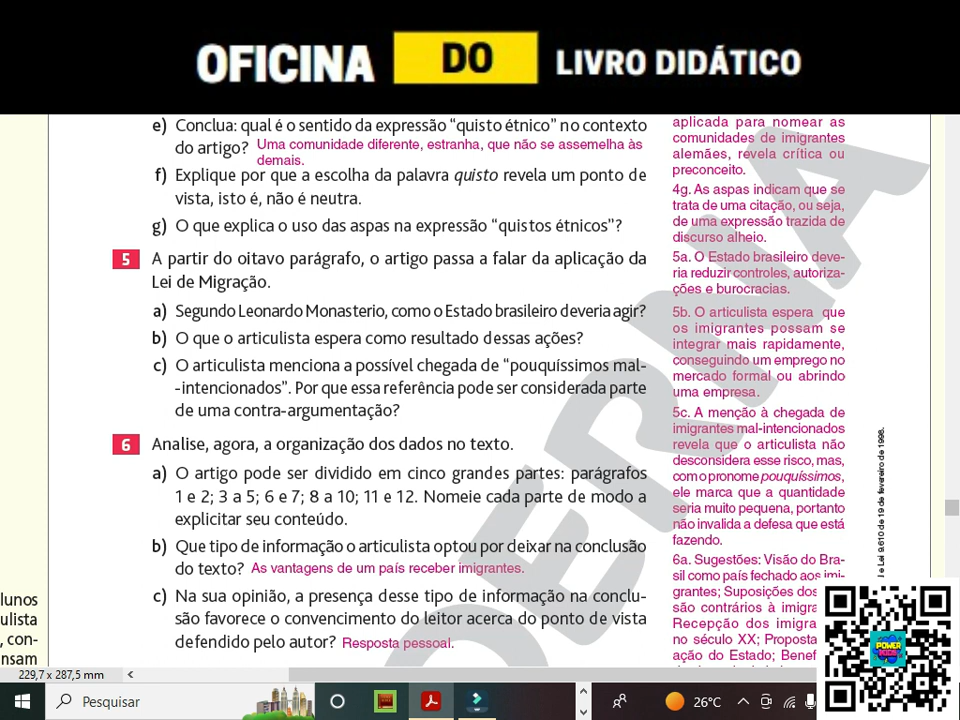 OFICINA DO LIVRO DIDÁTICO
e) Conclua: qual é o sentido da expressão “quisto étnico” no contexto
do artigo? Uma comunidade diferente, estranha, que não se assemelha às
demais.
f) Explique por que a escolha da palavra quisto revela um ponto de
vista, isto é, não é neutra.
g) O que explica o uso das aspas na expressão “quistos étnicos”?
5 A partir do oitavo parágrafo, o artigo passa a falar da aplicação da
Lei de Migração.
a) Segundo Leonardo Monasterio, como o Estado brasileiro deveria agir?
b) O que o articulista espera como resultado dessas ações?
c) O articulista menciona a possível chegada de “pouquíssimos mal-
-intencionados”. Por que essa referência pode ser considerada parte
de uma contra-argumentação?
6 Analise, agora, a organização dos dados no texto.
a) O artigo pode ser dividido em cinco grandes partes: parágrafos
1 e 2; 3 a 5; 6 e 7; 8 a 10; 11 e 12. Nomeie cada parte de modo a
explicitar seu conteúdo.
b) Que tipo de informação o articulista optou por deixar na conclusão
do texto? As vantagens de um país receber imigrantes.
c) Na sua opinião, a presença desse tipo de informação na conclu-
são favorece o convencimento do leitor acerca do ponto de vista
defendido pelo autor? Resposta pessoal.
aplicada para nomear as
comunidades de imigrantes
alemães, revela crítica ou
preconceito.
4g. As aspas indicam que se
trata de uma citação, ou seja,
de uma expressão trazida de
discurso alheio.
5a. O Estado brasileiro deve-
ria reduzir controles, autoriza-
ções e burocracias.
5b. O articulista espera que
os imigrantes possam se
integrar mais rapidamente,
conseguindo um emprego no
mercado formal ou abrindo
uma empresa.
5c. A menção à chegada de
imigrantes mal-intencionados
revela que o articulista não
desconsidera esse risco, mas,
com o pronome pouquíssimos,
ele marca que a quantidade
seria muito pequena, portanto
não invalida a defesa que está
fazendo.
6a. Sugestões: Visão do Bra-
sil como país fechado aos imi-
grantes; Suposições dos
são contrários à imigra
Recepção dos imigra
no século XX; Proposta
ação do Estado; Benef
l e Lei 9.610 de 19 de fevereiro de 1998.
lunos
ulista
, con-
nsam
229,7 x 287,5 mm
Pesquisar
26°C
POWER